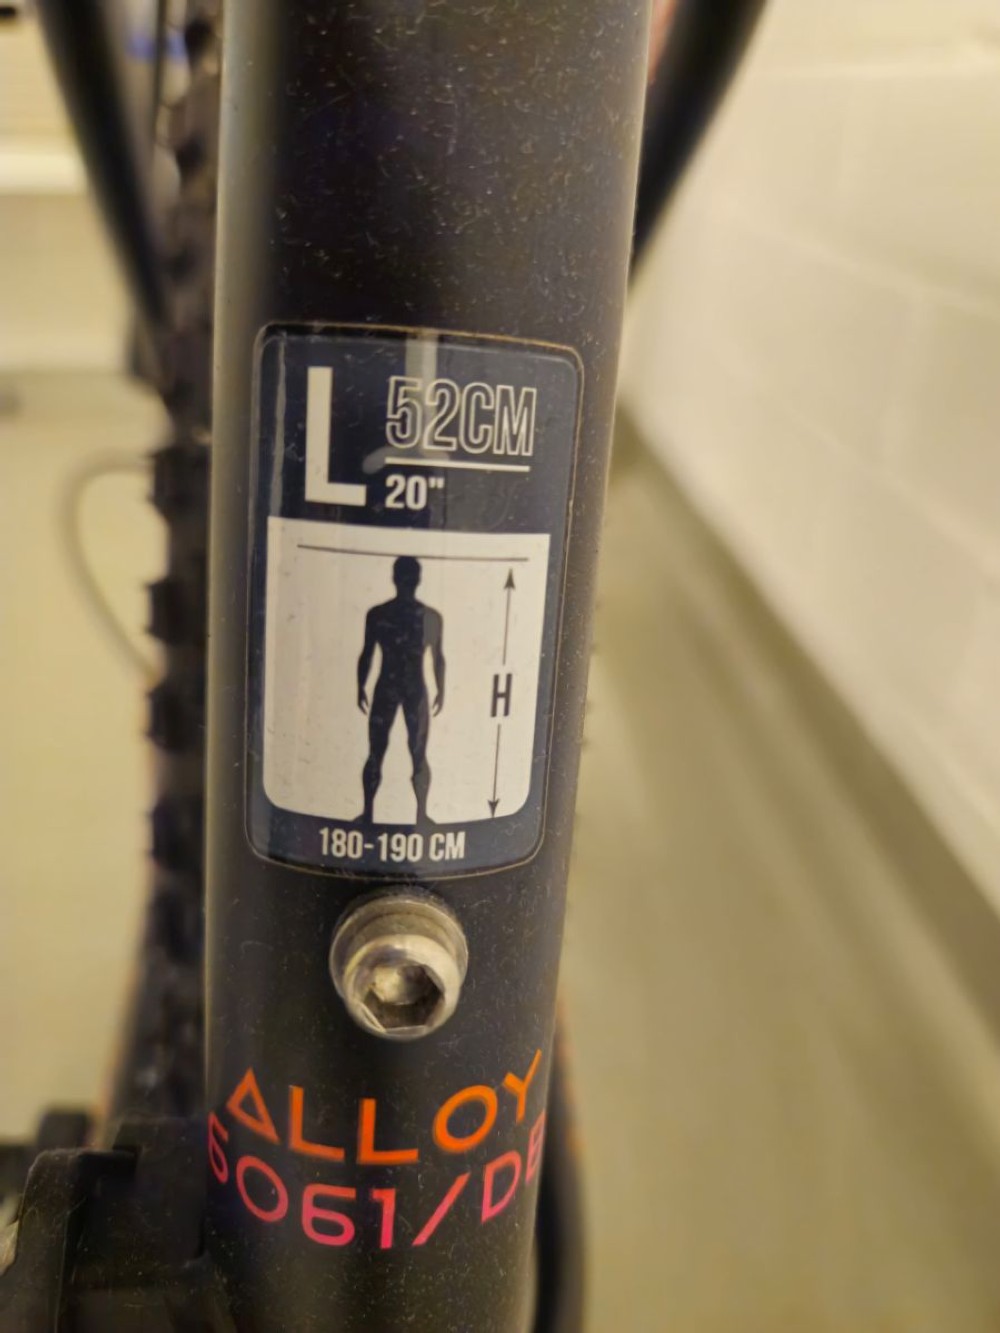 L 52CM
20"
H
180-190 CM
ALLOY
6061/DB